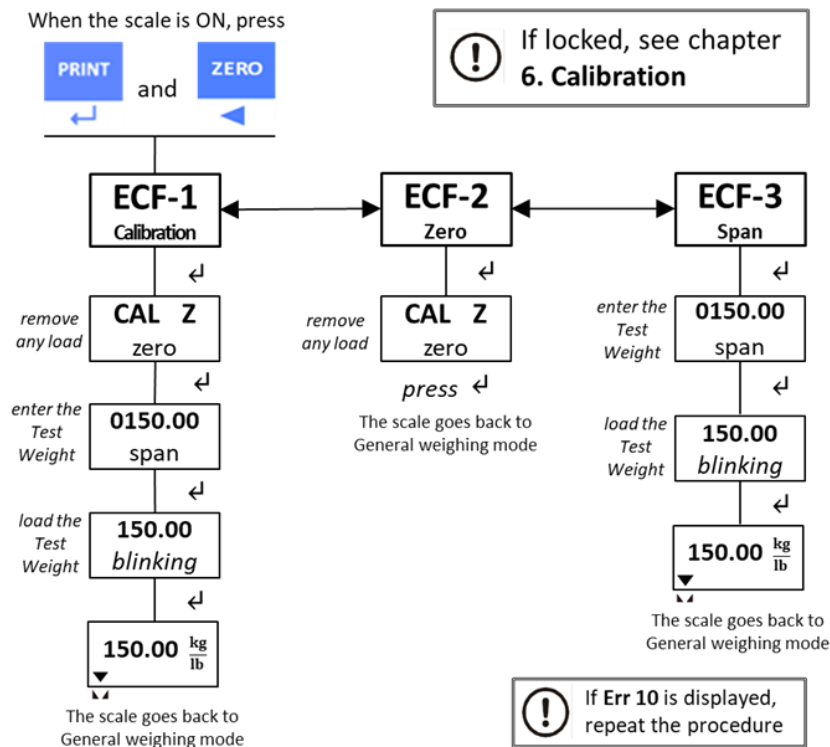 When the scale is ON, press
PRINT
and
ZERO
If locked, see chapter
6. Calibration
ECF-1
Calibration
ECF-2
Zero
ECF-3
Span
remove
any load
CAL Z
zero
enter the
Test
Weight
0150.00
span
load the
Test
Weight
150.00
blinking
150.00 kg
lb
The scale goes back to
General weighing mode
remove
any load
CAL Z
zero
press
The scale goes back to
General weighing mode
enter the
Test
Weight
0150.00
span
load the
Test
Weight
150.00
blinking
150.00 kg
lb
The scale goes back to
General weighing mode
If Err 10 is displayed,
repeat the procedure